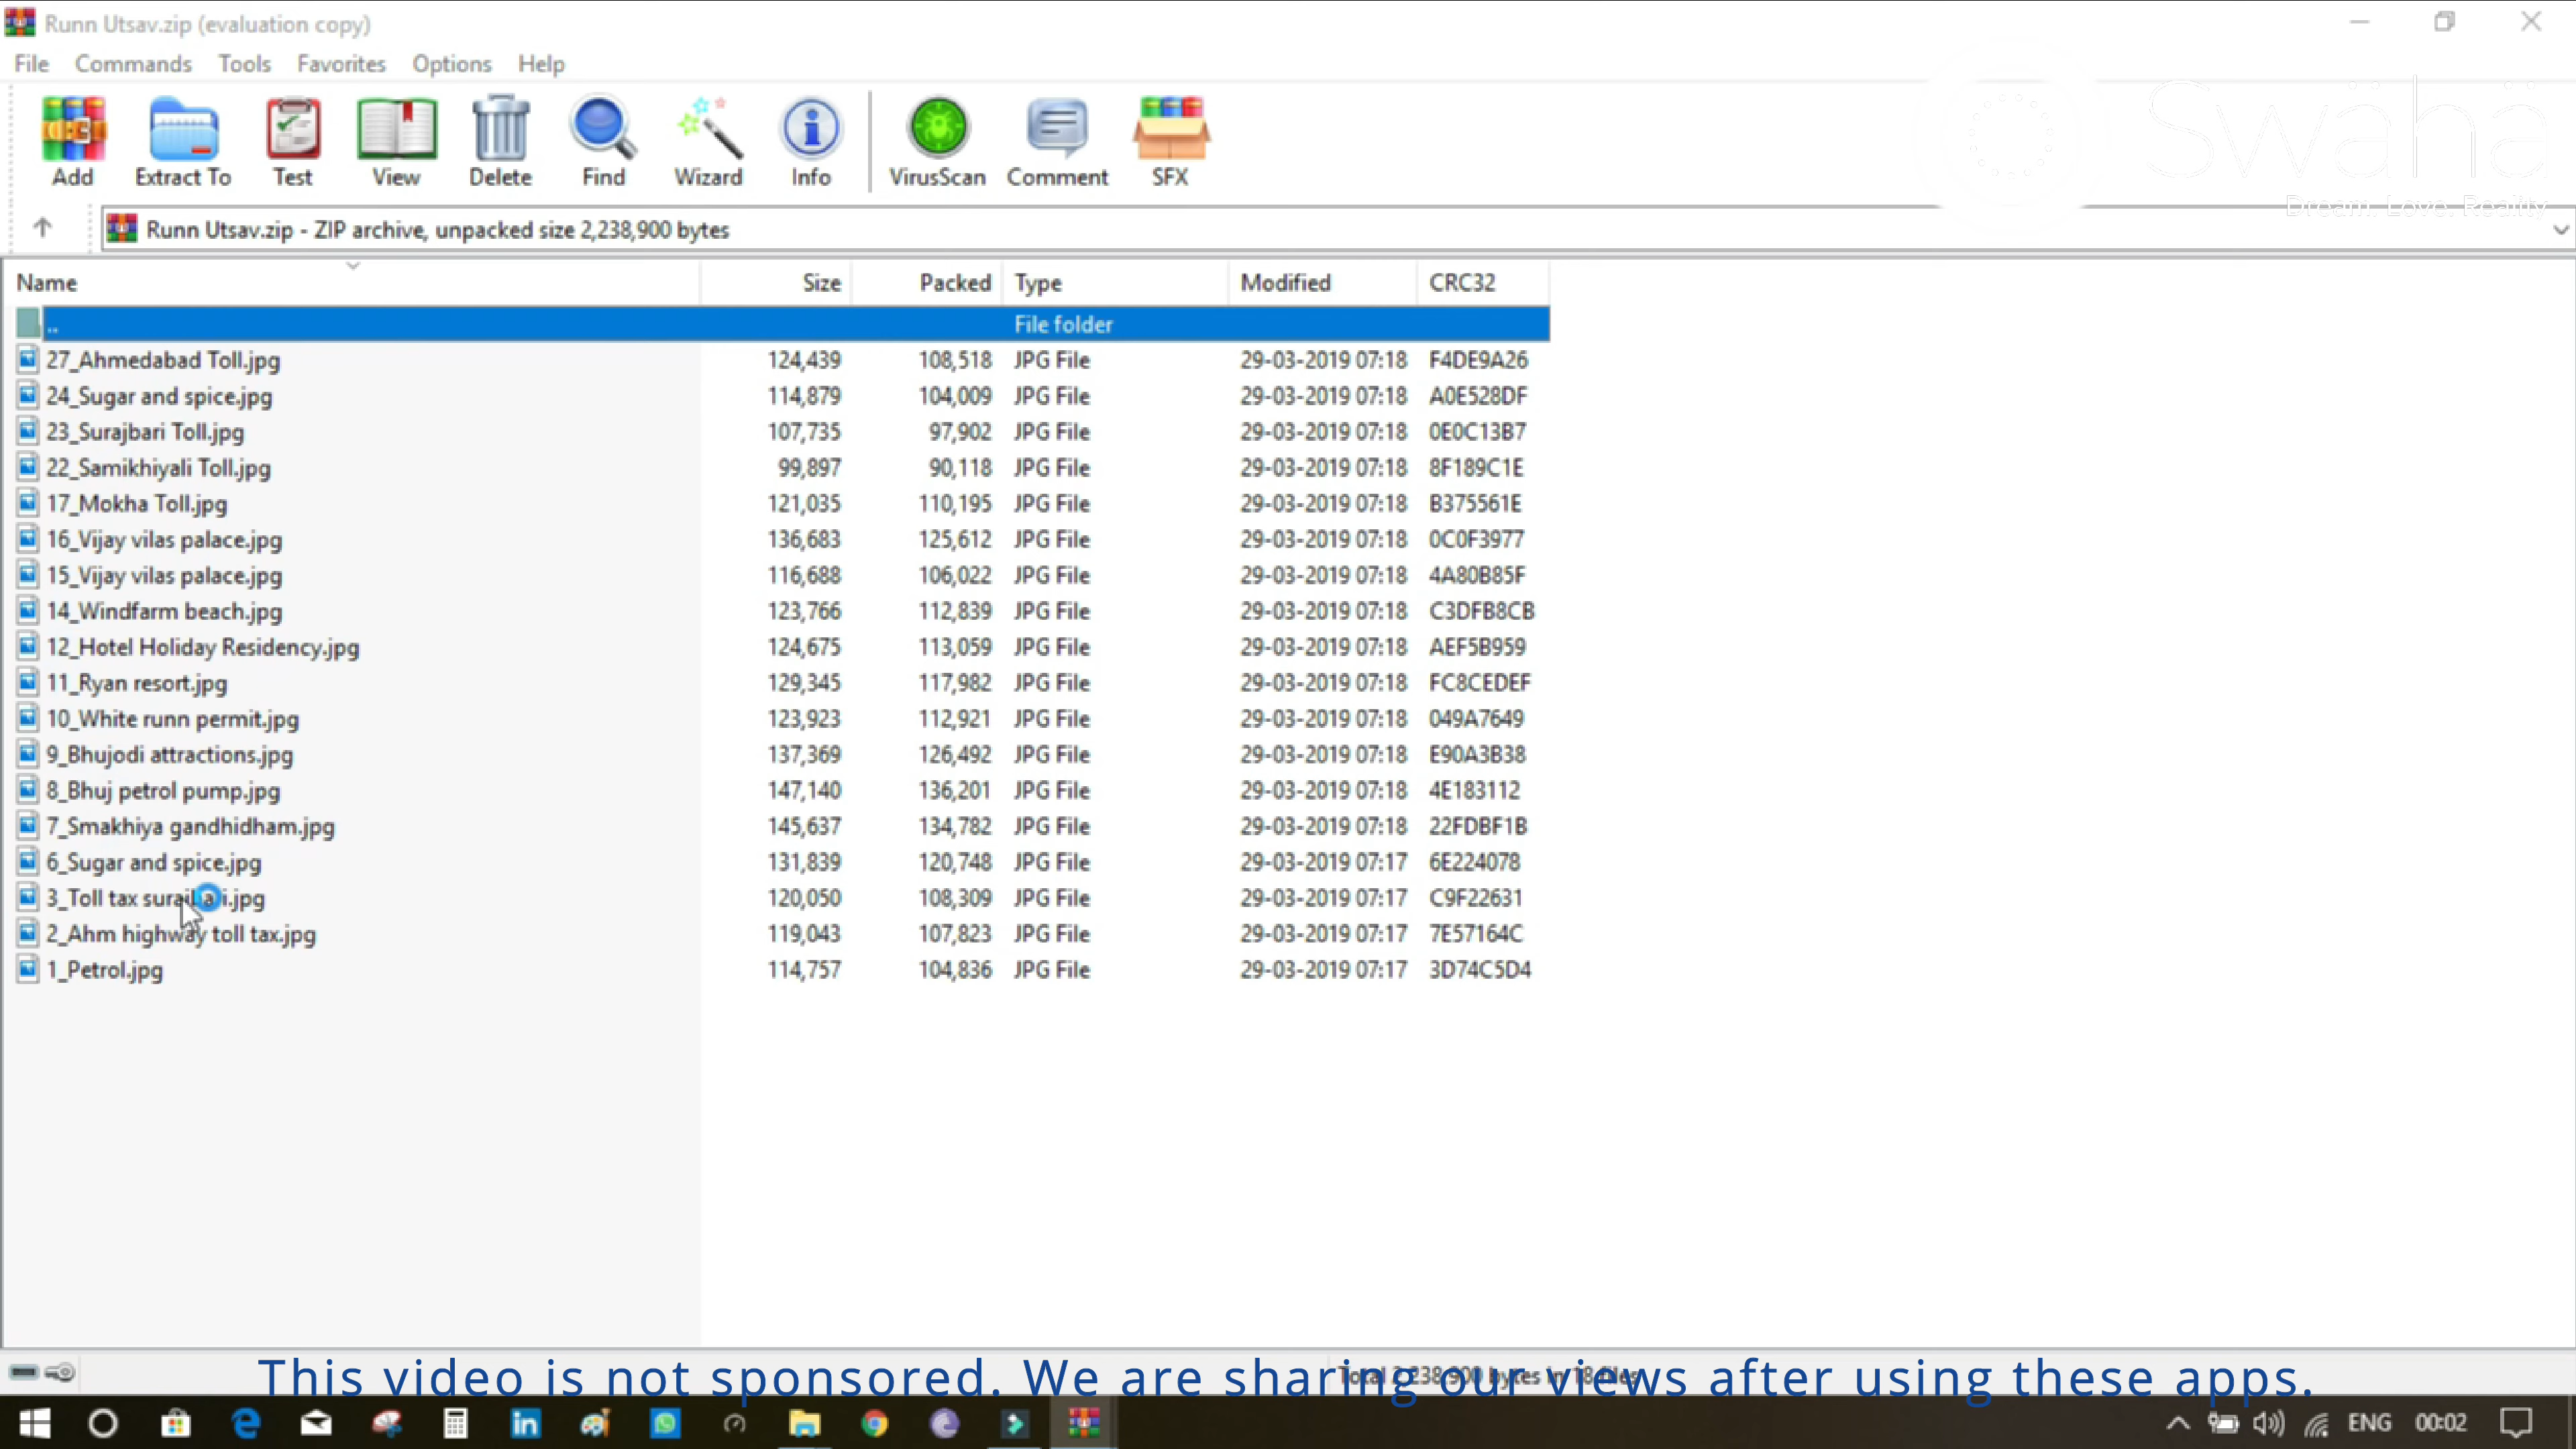 Runn Utsav.zip (evaluation copy)
File Commands Tools Favorites Options Help
Swaha
Dream. Love. Reality
Add Extract To Test View Delete Find Wizard Info VirusScan Comment SFX
Runn Utsav.zip - ZIP archive, unpacked size 2,238,900 bytes
Name Size Packed Type Modified CRC32
.. File folder
27_Ahmedabad Toll.jpg 124,439 108,518 JPG File 29-03-2019 07:18 F4DE9A26
24_Sugar and spice.jpg 114,879 104,009 JPG File 29-03-2019 07:18 A0E528DF
23_Surajbari Toll.jpg 107,735 97,902 JPG File 29-03-2019 07:18 0E0C13B7
22_Samikhiyali Toll.jpg 99,897 90,118 JPG File 29-03-2019 07:18 8F189C1E
17_Mokha Toll.jpg 121,035 110,195 JPG File 29-03-2019 07:18 B375561E
16_Vijay vilas palace.jpg 136,683 125,612 JPG File 29-03-2019 07:18 0C0F3977
15_Vijay vilas palace.jpg 116,688 106,022 JPG File 29-03-2019 07:18 4A80B85F
14_Windfarm beach.jpg 123,766 112,839 JPG File 29-03-2019 07:18 C3DFB8CB
12_Hotel Holiday Residency.jpg 124,675 113,059 JPG File 29-03-2019 07:18 AEF5B959
11_Ryan resort.jpg 129,345 117,982 JPG File 29-03-2019 07:18 FC8CEDEF
10_White runn permit.jpg 123,923 112,921 JPG File 29-03-2019 07:18 049A7649
9_Bhujodi attractions.jpg 137,369 126,492 JPG File 29-03-2019 07:18 E90A3B38
8_Bhuj petrol pump.jpg 147,140 136,201 JPG File 29-03-2019 07:18 4E183112
7_Smakhiya gandhidham.jpg 145,637 134,782 JPG File 29-03-2019 07:18 22FDBF1B
6_Sugar and spice.jpg 131,839 120,748 JPG File 29-03-2019 07:17 6E224078
3_Toll tax 120,050 108,309 JPG File 29-03-2019 07:17 C9F22631
2_Ahm highway toll tax.jpg 119,043 107,823 JPG File 29-03-2019 07:17 7E57164C
1_Petrol.jpg 114,757 104,836 JPG File 29-03-2019 07:17 3D74C5D4
Total 2,238,900 bytes in 18 files
This video is not sponsored. We are sharing our views after using these apps.
ENG 00:02